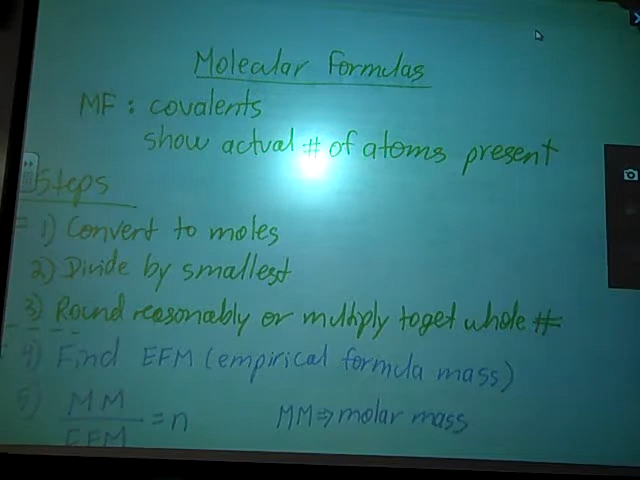 Molecular Formulas
MF : covalents
show actual # of atoms present
Steps
1) Convert to moles
2) Divide by smallest
3) Round reasonably or multiply to get whole #
4) Find EFM (empirical formula mass)
5) MM / EFM = n MM ⇒ molar mass